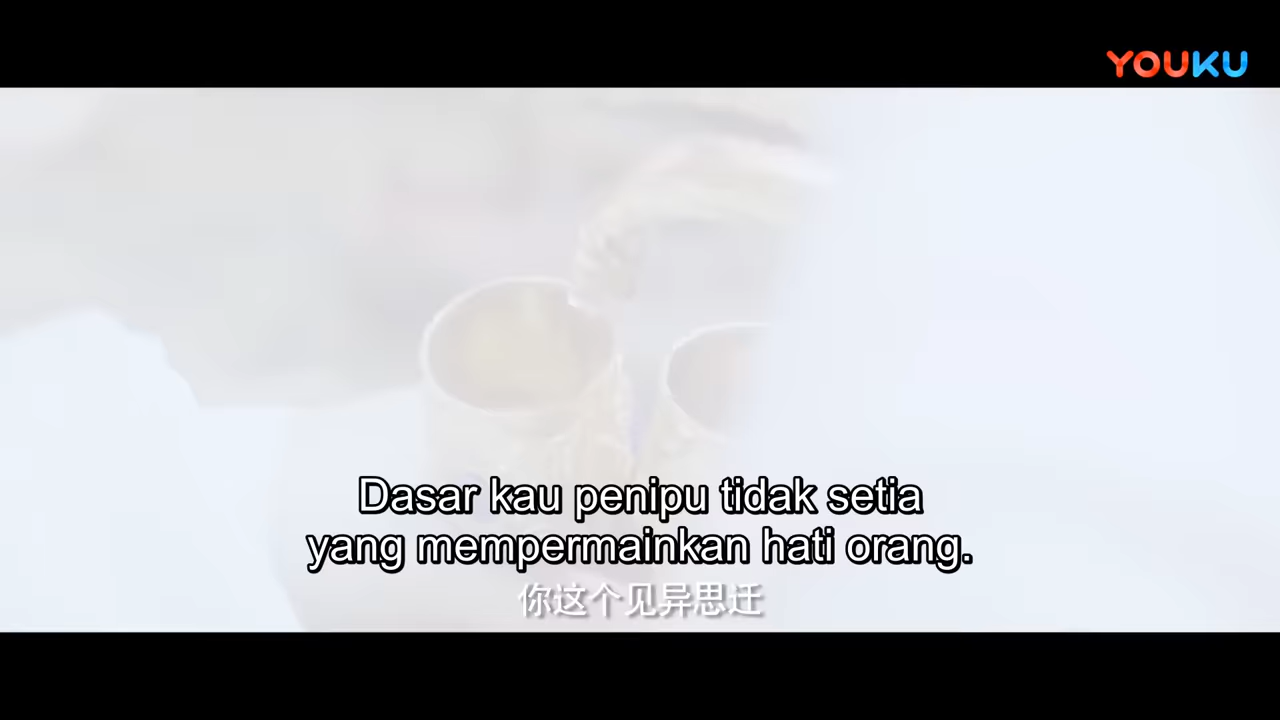 YOUKU
Dasar kau penipu tidak setia
yang mempermainkan hati orang.
你这个见异思迁